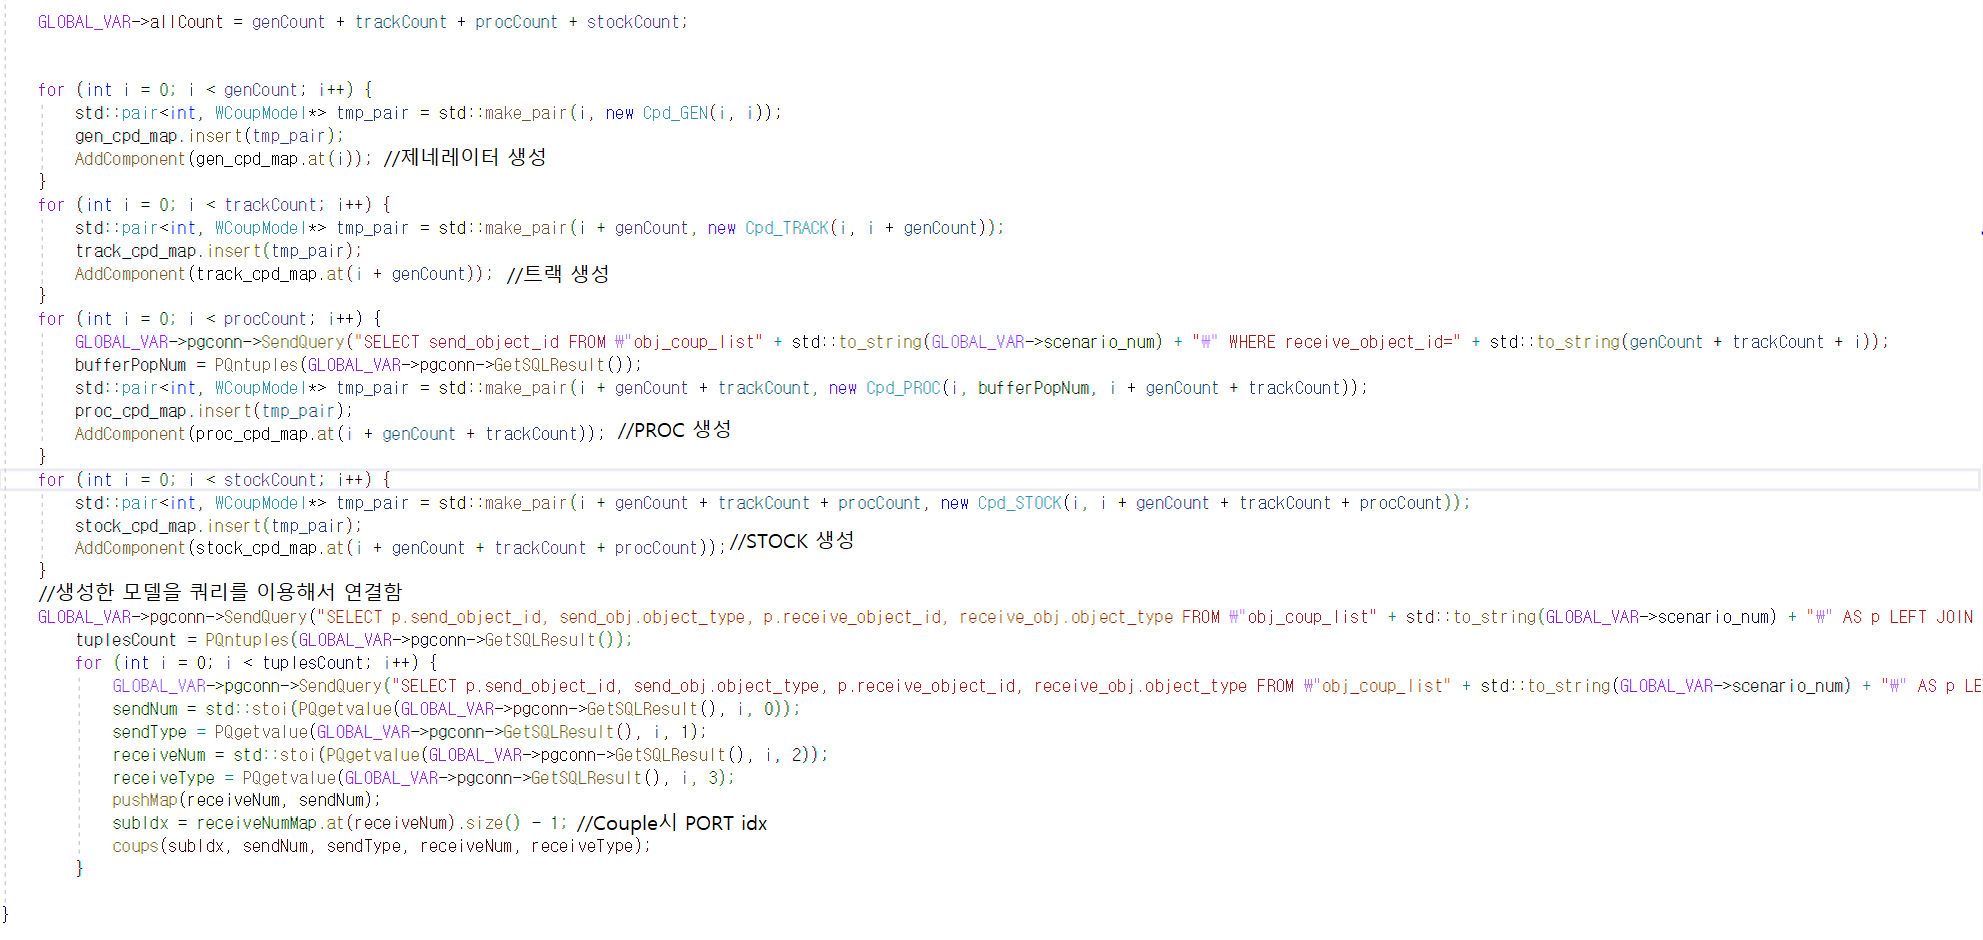 GLOBAL_VAR->allCount = genCount + trackCount + procCount + stockCount;
for (int i = 0; i < genCount; i++) {
std::pair<int, WCoupModel*> tmp_pair = std::make_pair(i, new Cpd_GEN(i, i));
gen_cpd_map.insert(tmp_pair);
AddComponent(gen_cpd_map.at(i)); //제네레이터 생성
}
for (int i = 0; i < trackCount; i++) {
std::pair<int, WCoupModel*> tmp_pair = std::make_pair(i + genCount, new Cpd_TRACK(i, i + genCount));
track_cpd_map.insert(tmp_pair);
AddComponent(track_cpd_map.at(i + genCount)); //트랙 생성
}
for (int i = 0; i < procCount; i++) {
GLOBAL_VAR->pgconn->SendQuery("SELECT send_object_id FROM ₩"obj_coup_list" + std::to_string(GLOBAL_VAR->scenario_num) + "₩" WHERE receive_object_id=" + std::to_string(genCount + trackCount + i));
bufferPopNum = PQntuples(GLOBAL_VAR->pgconn->GetSQLResult());
std::pair<int, WCoupModel*> tmp_pair = std::make_pair(i + genCount + trackCount, new Cpd_PROC(i, bufferPopNum, i + genCount + trackCount));
proc_cpd_map.insert(tmp_pair);
AddComponent(proc_cpd_map.at(i + genCount + trackCount)); //PROC 생성
}
for (int i = 0; i < stockCount; i++) {
std::pair<int, WCoupModel*> tmp_pair = std::make_pair(i + genCount + trackCount + procCount, new Cpd_STOCK(i, i + genCount + trackCount + procCount));
stock_cpd_map.insert(tmp_pair);
AddComponent(stock_cpd_map.at(i + genCount + trackCount + procCount)); //STOCK 생성
}
//생성한 모델을 쿼리를 이용해서 연결함
GLOBAL_VAR->pgconn->SendQuery("SELECT p.send_object_id, send_obj.object_type, p.receive_object_id, receive_obj.object_type FROM ₩"obj_coup_list" + std::to_string(GLOBAL_VAR->scenario_num) + "₩" AS p LEFT JOIN
tuplesCount = PQntuples(GLOBAL_VAR->pgconn->GetSQLResult());
for (int i = 0; i < tuplesCount; i++) {
GLOBAL_VAR->pgconn->SendQuery("SELECT p.send_object_id, send_obj.object_type, p.receive_object_id, receive_obj.object_type FROM ₩"obj_coup_list" + std::to_string(GLOBAL_VAR->scenario_num) + "₩" AS p LE
sendNum = std::stoi(PQgetvalue(GLOBAL_VAR->pgconn->GetSQLResult(), i, 0));
sendType = PQgetvalue(GLOBAL_VAR->pgconn->GetSQLResult(), i, 1);
receiveNum = std::stoi(PQgetvalue(GLOBAL_VAR->pgconn->GetSQLResult(), i, 2));
receiveType = PQgetvalue(GLOBAL_VAR->pgconn->GetSQLResult(), i, 3);
pushMap(receiveNum, sendNum);
subIdx = receiveNumMap.at(receiveNum).size() - 1; //Couple시 PORT idx
coups(subIdx, sendNum, sendType, receiveNum, receiveType);
}
}